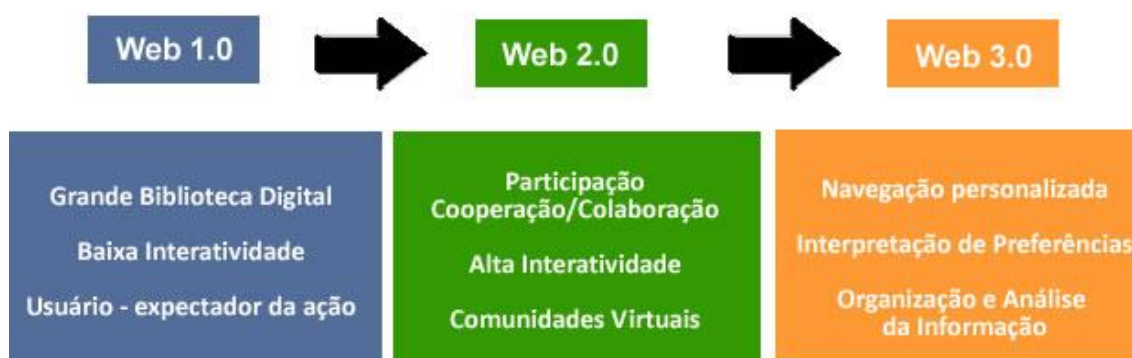 Web 1.0
Web 2.0
Web 3.0
Grande Biblioteca Digital
Baixa Interatividade
Usuário - expectador da ação
Participação
Cooperação/Colaboração
Alta Interatividade
Comunidades Virtuais
Navegação personalizada
Interpretação de Preferências
Organização e Análise
da Informação